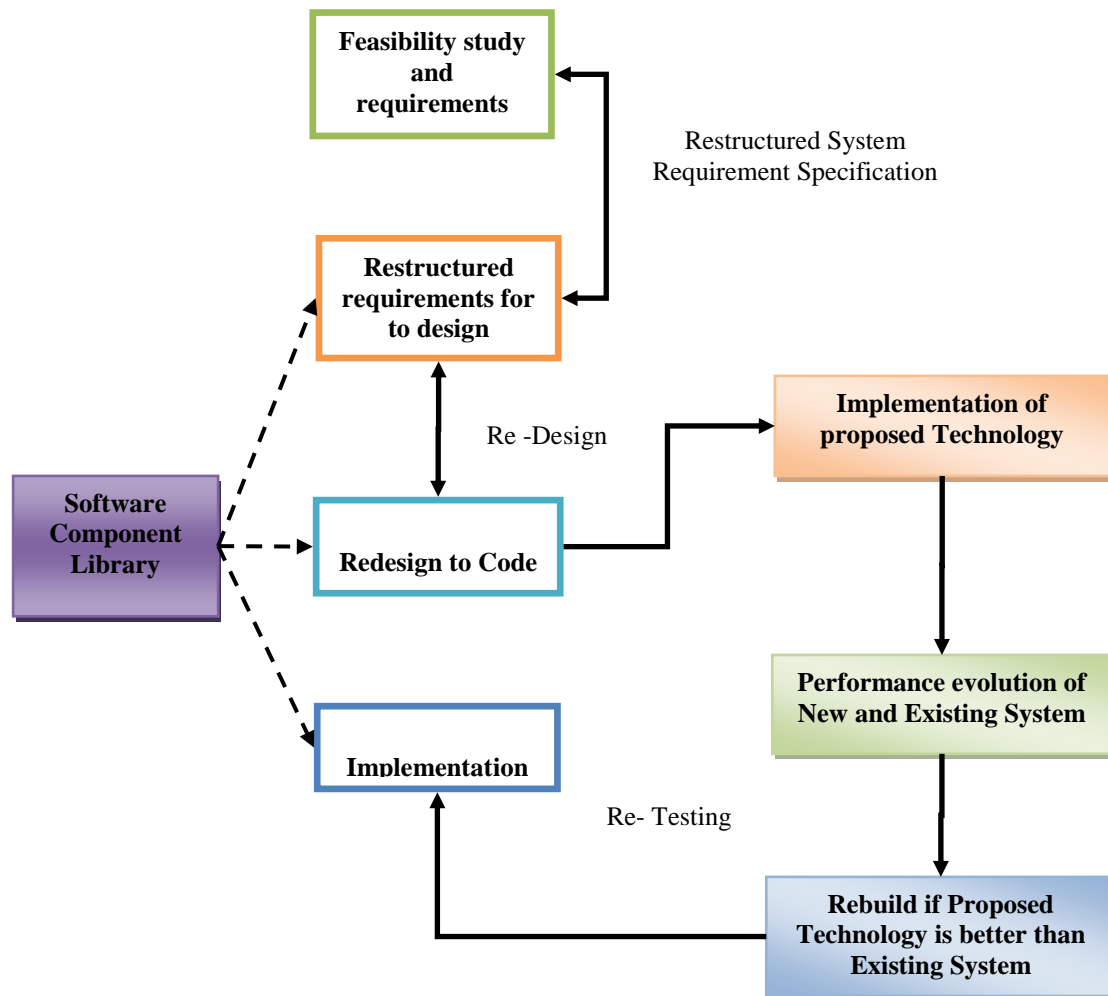 Feasibility study
and
requirements
Restructured System
Requirement Specification
Restructured
requirements for
to design
Implementation of
proposed Technology
Re -Design
Software
Component
Library
Redesign to Code
Performance evolution of
New and Existing System
Implementation
Re- Testing
Rebuild if Proposed
Technology is better than
Existing System